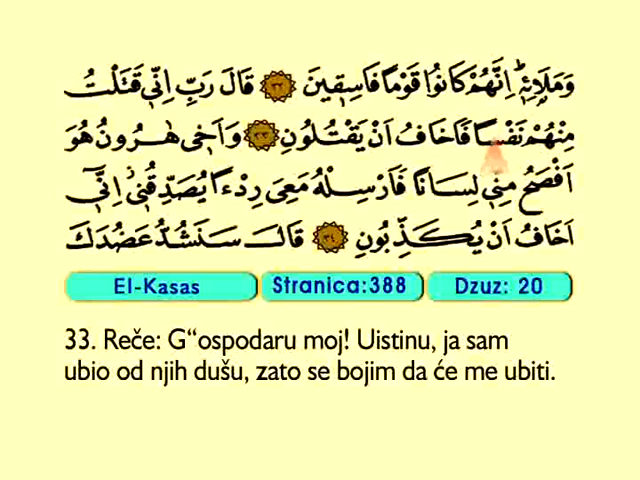 وَمَلَا۬ئِهِۜ اِنَّهُمْ كَانُوا قَوْمًا فَاسِقٖينَ ﴿٣٢﴾ قَالَ رَبِّ اِنّٖي قَتَلْتُ
مِنْهُمْ نَفْسًا فَاَخَافُ اَنْ يَقْتُلُونِ ﴿٣٣﴾ وَاَخٖي هٰرُونُ هُوَ
اَفْصَحُ مِنّٖي لِسَانًا فَاَرْسِلْهُ مَعِيَ رِدْءًا يُصَدِّقُنٖيۘ اِنّٖٓي
اَخَافُ اَنْ يُكَذِّبُونِ ﴿٣٤﴾ قَالَ سَنَشُدُّ عَضُدَكَ
El-Kasas Stranica:388 Dzuz: 20
33. Reče: G“ospodaru moj! Uistinu, ja sam
ubio od njih dušu, zato se bojim da će me ubiti.